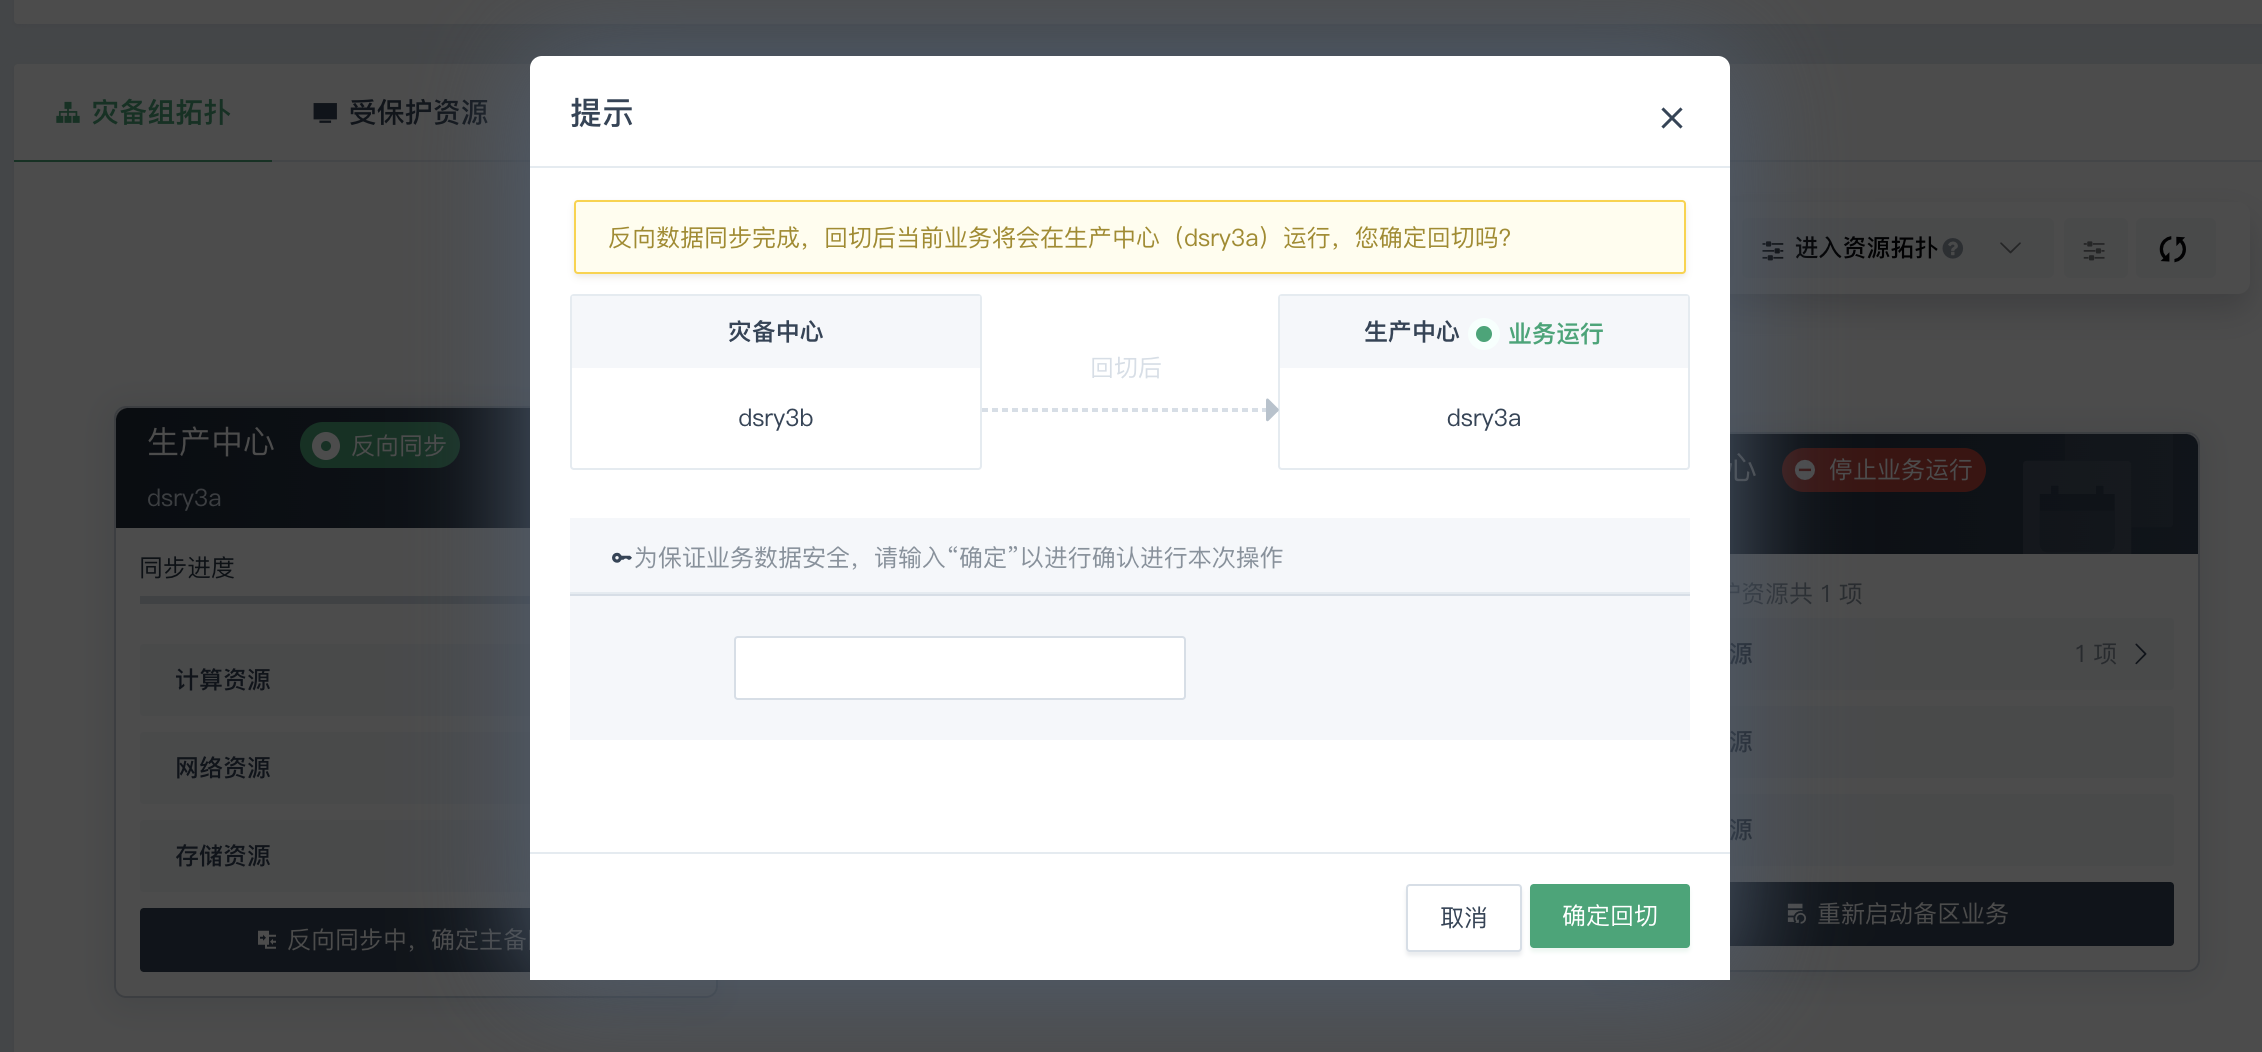 灾备组拓扑
受保护资源
提示
反向数据同步完成，回切后当前业务将会在生产中心（dsry3a）运行，您确定回切吗?
进入资源拓扑
灾备中心
dsry3b
回切后
生产中心 业务运行
dsry3a
生产中心 反向同步
dsry3a
同步进度
计算资源
网络资源
存储资源
反向同步中，确定主备
为保证业务数据安全，请输入“确定”以进行确认进行本次操作
取消
确定回切
心 停止业务运行
护资源共 1 项
源 1 项
源
源
重新启动备区业务